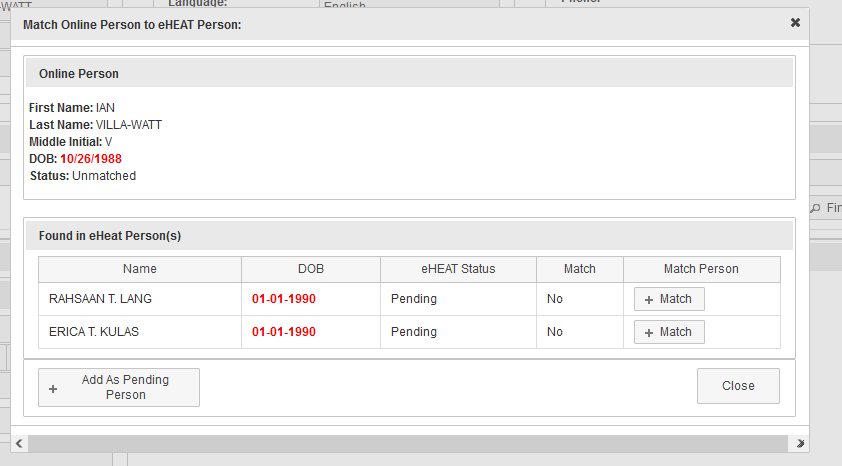 -WATT
Language:
English
Phone:
Match Online Person to eHEAT Person:
Online Person
First Name: IAN
Last Name: VILLA-WATT
Middle Initial: V
DOB: 10/26/1988
Status: Unmatched
Fin
Found in eHeat Person(s)
Name DOB eHEAT Status Match Match Person
RAHSAAN T. LANG 01-01-1990 Pending No + Match
ERICA T. KULAS 01-01-1990 Pending No + Match
+ Add As Pending
Person
Close